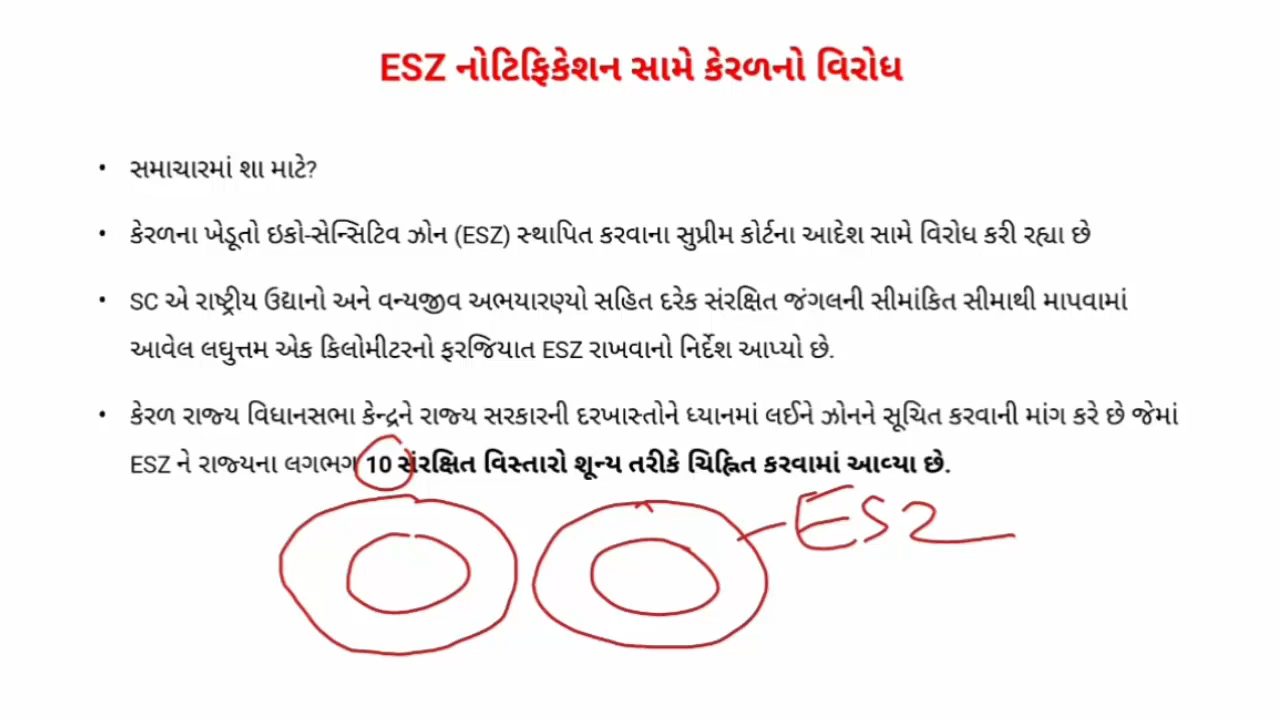 ESZ નોટિફિકેશન સામે કેરળનો વિરોધ
• સમાચારમાં શા માટે?
• કેરળના ખેડૂતો ઇકો-સેન્સિટિવ ઝોન (ESZ) સ્થાપિત કરવાના સુપ્રીમ કોર્ટના આદેશ સામે વિરોધ કરી રહ્યા છે
• SC એ રાષ્ટ્રીય ઉદ્યાનો અને વન્યજીવ અભયારણ્યો સહિત દરેક સંરક્ષિત જંગલની સીમાંકિત સીમાથી માપવામાં
આવેલ લઘુત્તમ એક કિલોમીટરનો ફરજિયાત ESZ રાખવાનો નિર્દેશ આપ્યો છે.
• કેરળ રાજ્ય વિધાનસભા કેન્દ્રને રાજ્ય સરકારની દરખાસ્તોને ધ્યાનમાં લઈને ઝોનને સૂચિત કરવાની માંગ કરે છે જેમાં
ESZ ને રાજ્યના લગભગ 10 સંરક્ષિત વિસ્તારો શૂન્ય તરીકે ચિહ્નિત કરવામાં આવ્યા છે.
ESZ